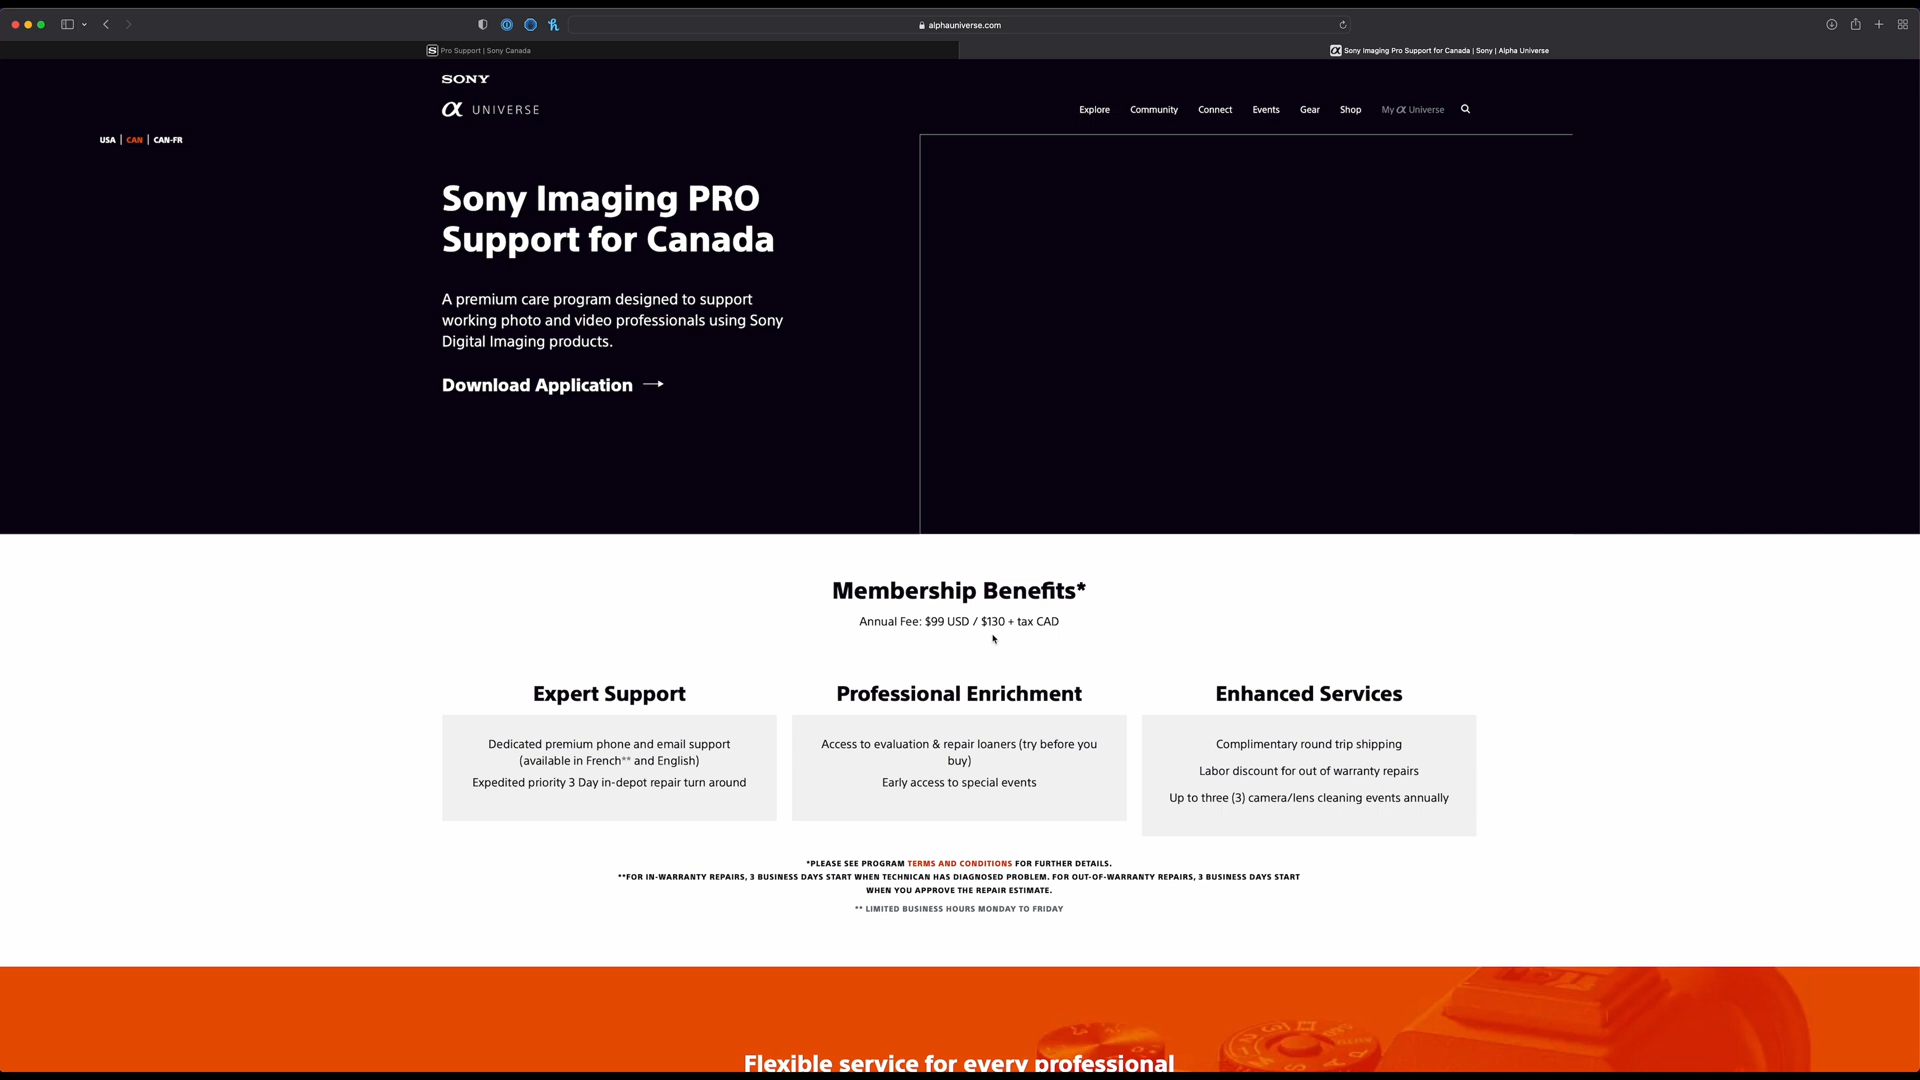 alphauniverse.com
Pro Support | Sony Canada
Sony Imaging Pro Support for Canada | Sony | Alpha Universe
SONY
α UNIVERSE
Explore Community Connect Events Gear Shop My α Universe
USA | CAN | CAN-FR
Sony Imaging PRO
Support for Canada
A premium care program designed to support
working photo and video professionals using Sony
Digital Imaging products.
Download Application →
Membership Benefits*
Annual Fee: $99 USD / $130 + tax CAD
Expert Support
Dedicated premium phone and email support
(available in French** and English)
Expedited priority 3 Day in-depot repair turn around
Professional Enrichment
Access to evaluation & repair loaners (try before you
buy)
Early access to special events
Enhanced Services
Complimentary round trip shipping
Labor discount for out of warranty repairs
Up to three (3) camera/lens cleaning events annually
*PLEASE SEE PROGRAM TERMS AND CONDITIONS FOR FURTHER DETAILS.
**FOR IN-WARRANTY REPAIRS, 3 BUSINESS DAYS START WHEN TECHNICAN HAS DIAGNOSED PROBLEM. FOR OUT-OF-WARRANTY REPAIRS, 3 BUSINESS DAYS START
WHEN YOU APPROVE THE REPAIR ESTIMATE.
** LIMITED BUSINESS HOURS MONDAY TO FRIDAY
Flexible service for every professional